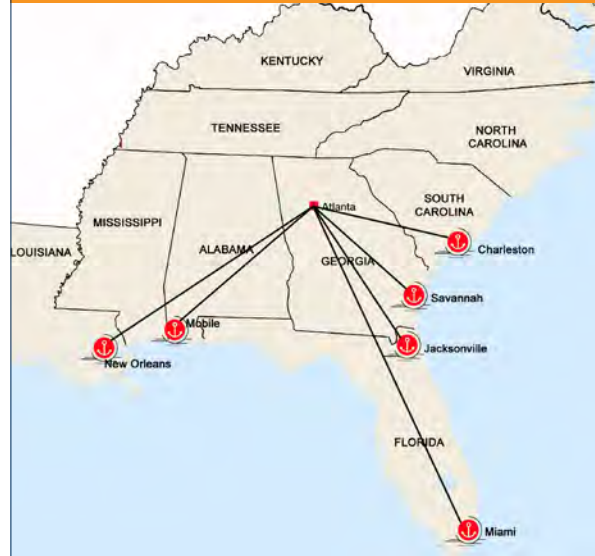 KENTUCKY
VIRGINIA
TENNESSEE
NORTH
CAROLINA
Atlanta
SOUTH
CAROLINA
MISSISSIPPI
LOUISIANA
ALABAMA
GEORGIA
Charleston
Savannah
Mobile
Jacksonville
New Orleans
FLORIDA
Miami